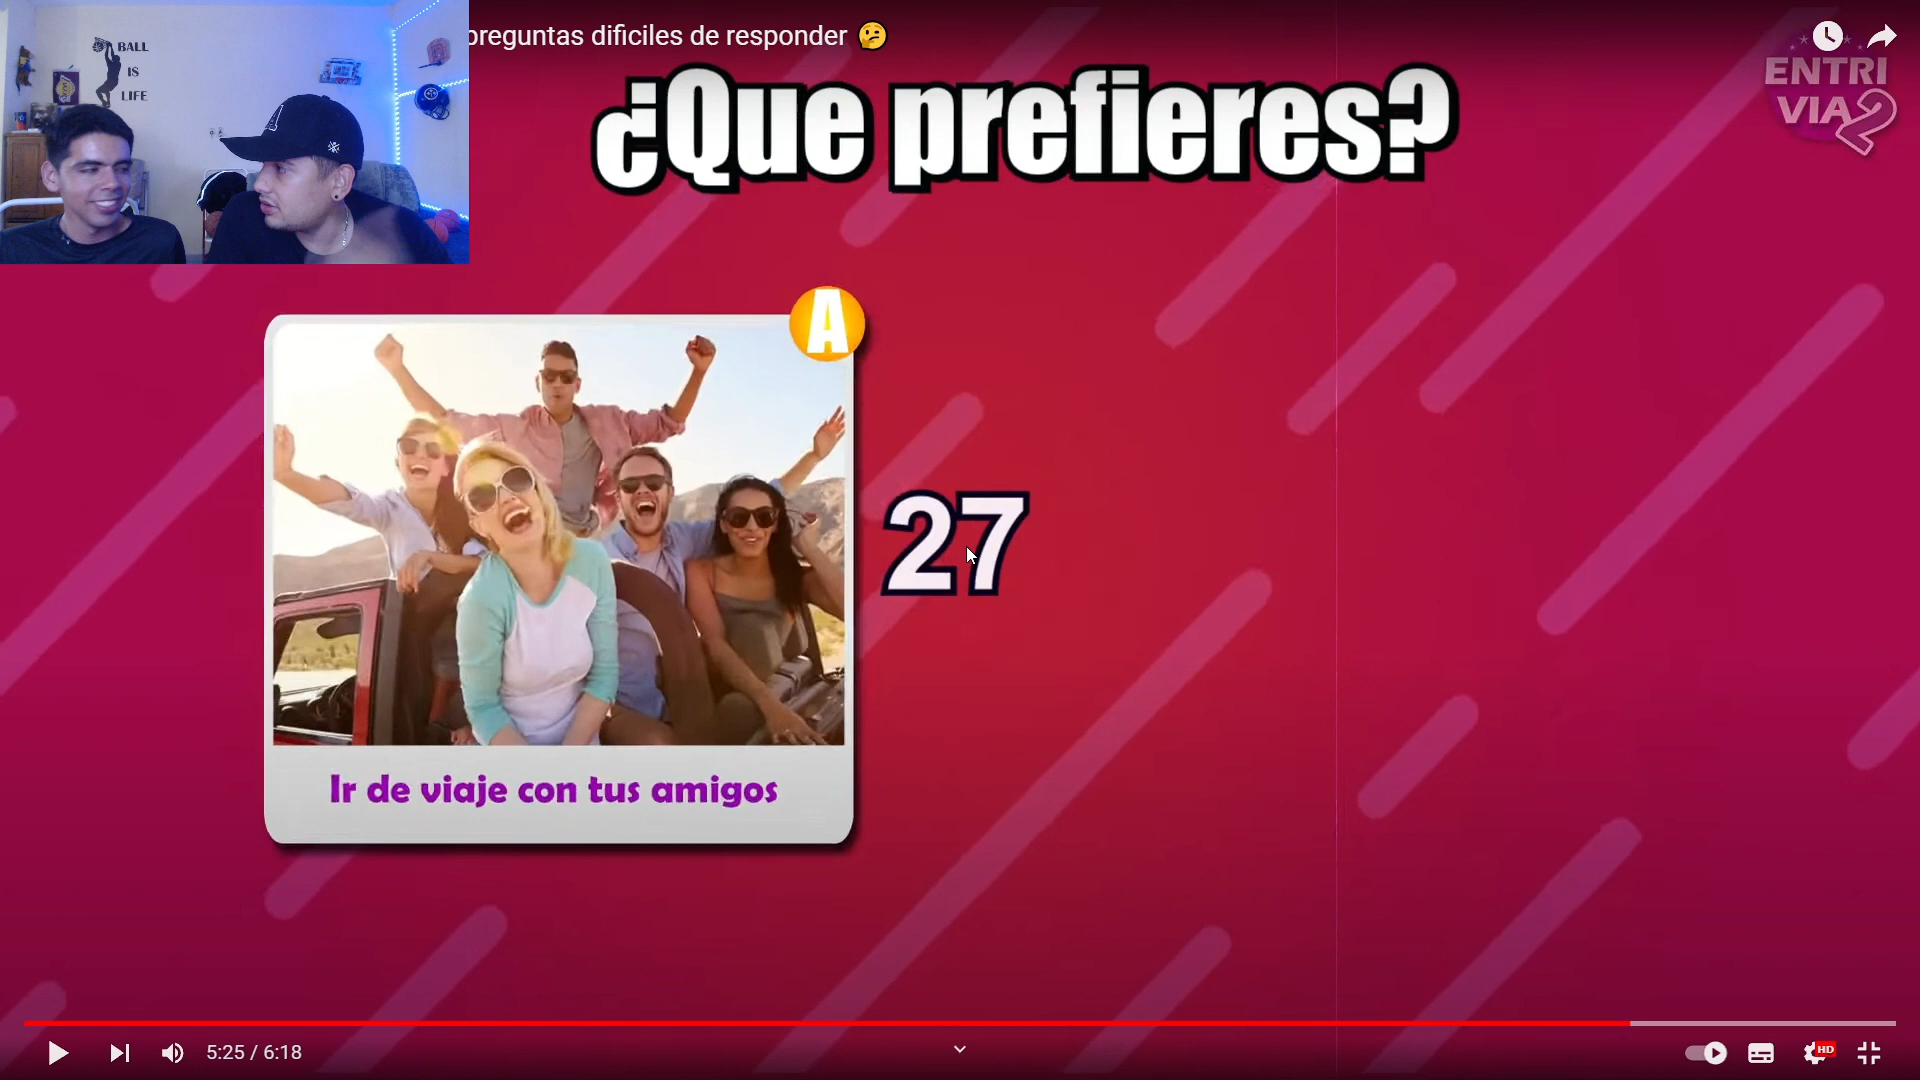 BALL
IS
LIFE
preguntas dificiles de responder
¿Que prefieres?
ENTRI
VIA2
A
27
Ir de viaje con tus amigos
5:25 / 6:18
HD